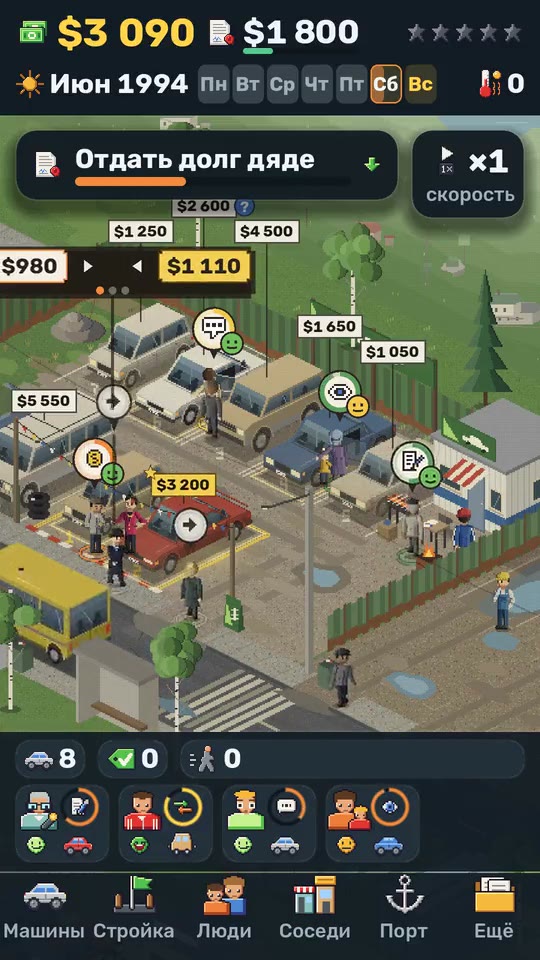 $3 090
$1 800
Июн 1994
Пн Вт Ср Чт Пт Сб Вс
0
Отдать долг дяде
×1
1X
скорость
$2 600 ?
$1 250
$4 500
$980
$1 110
$1 650
$1 050
$5 550
$3 200
8
0
0
Машины
Стройка
Люди
Соседи
Порт
Ещё